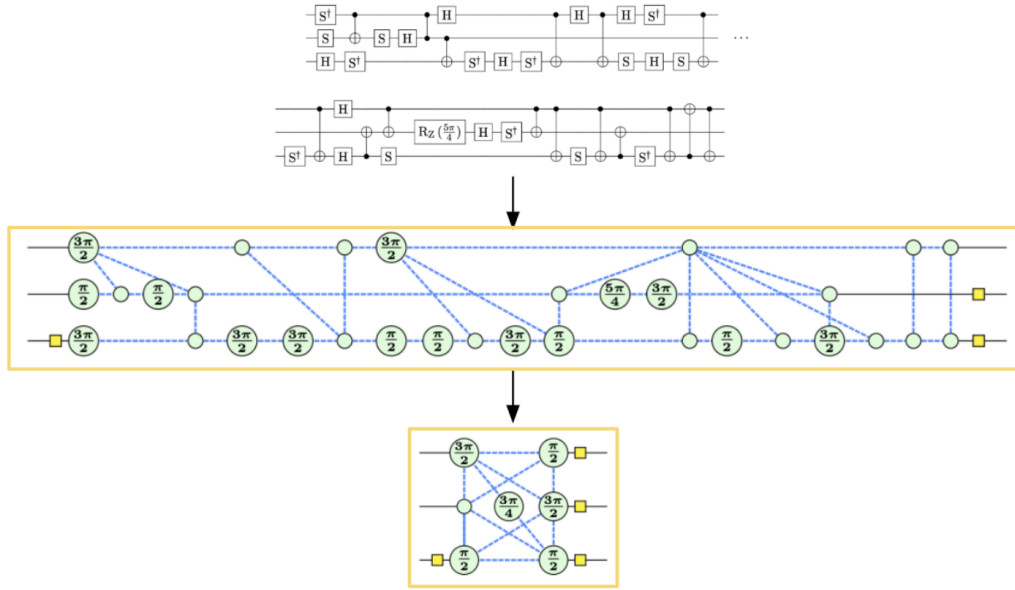 S† H H H S†
S S H ...
H S† S† H S† S H S
H
R_Z(5π/4) H S†
S† H S S S†
3π/2 3π/2
π/2 π/2 5π/4 3π/2
3π/2 3π/2 3π/2 π/2 π/2 3π/2 π/2 π/2 3π/2
3π/2 π/2
3π/4 3π/2
π/2 π/2